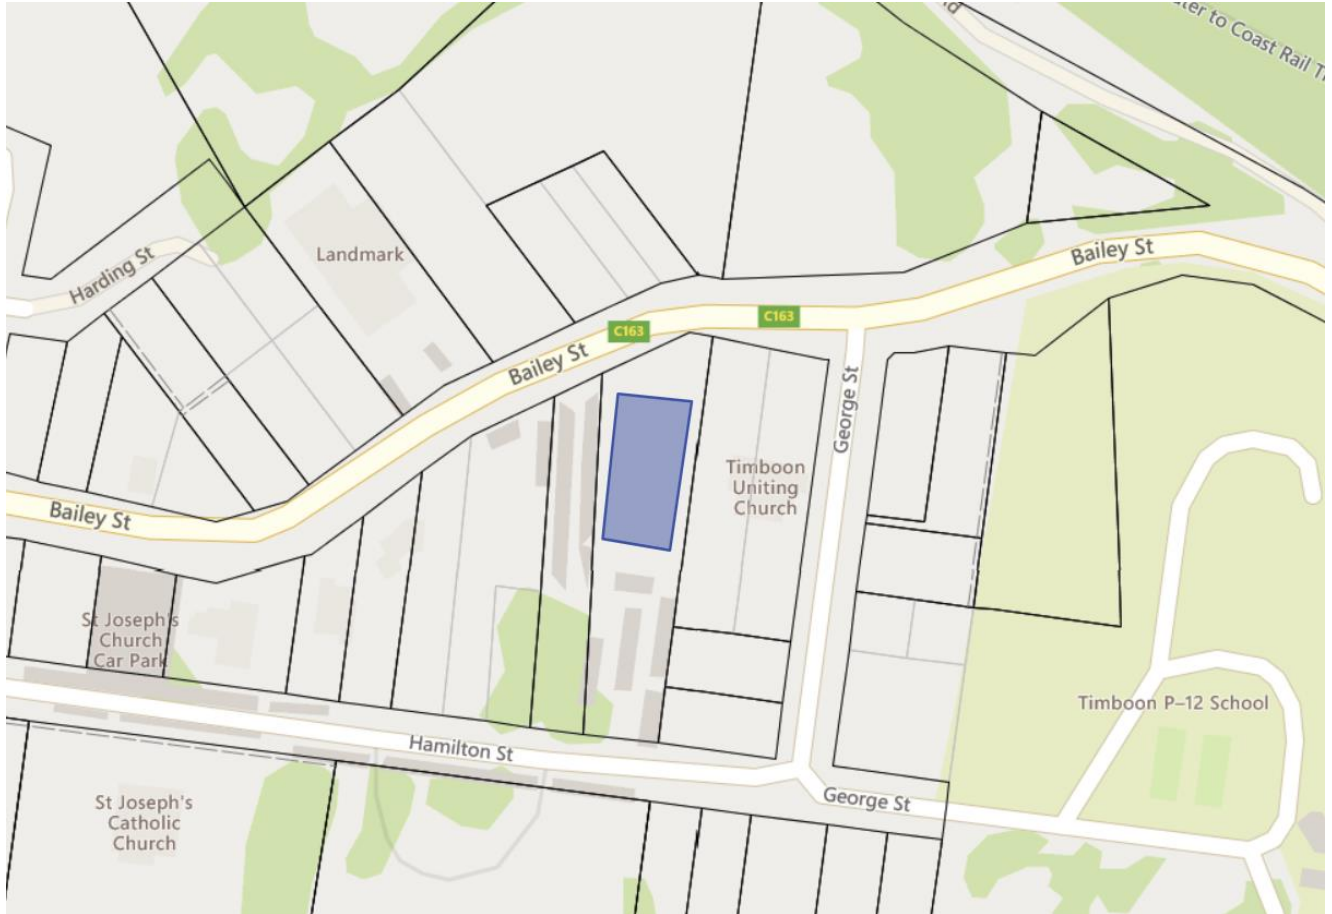 ter to Coast Rail
Landmark
Harding St
Bailey St
C163
C163
Bailey St
George St
Timboon
Uniting
Church
Bailey St
St Joseph's
Church
Car Park
Timboon P–12 School
Hamilton St
George St
St Joseph's
Catholic
Church